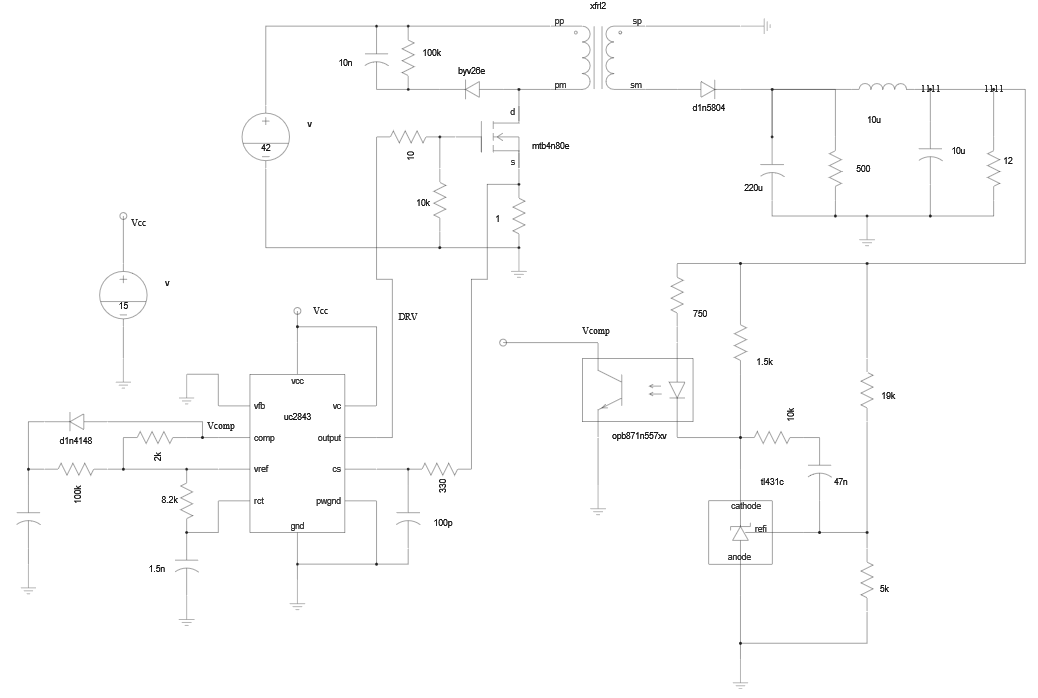 xfrl2
pp
sp
10n
100k
byv26e
pm
sm
d1n5804
d
v
42
10
mtb4n80e
s
10k
1
220u
500
10u
10u
12
Vcc
v
15
Vcc
DRV
750
Vcomp
1.5k
19k
vcc
vfb
vc
uc2843
Vcomp
comp
output
d1n4148
2k
opb871n557xv
10k
vref
cs
100k
330
8.2k
rct
pwgnd
100p
gnd
1.5n
tl431c
47n
cathode
refi
anode
5k